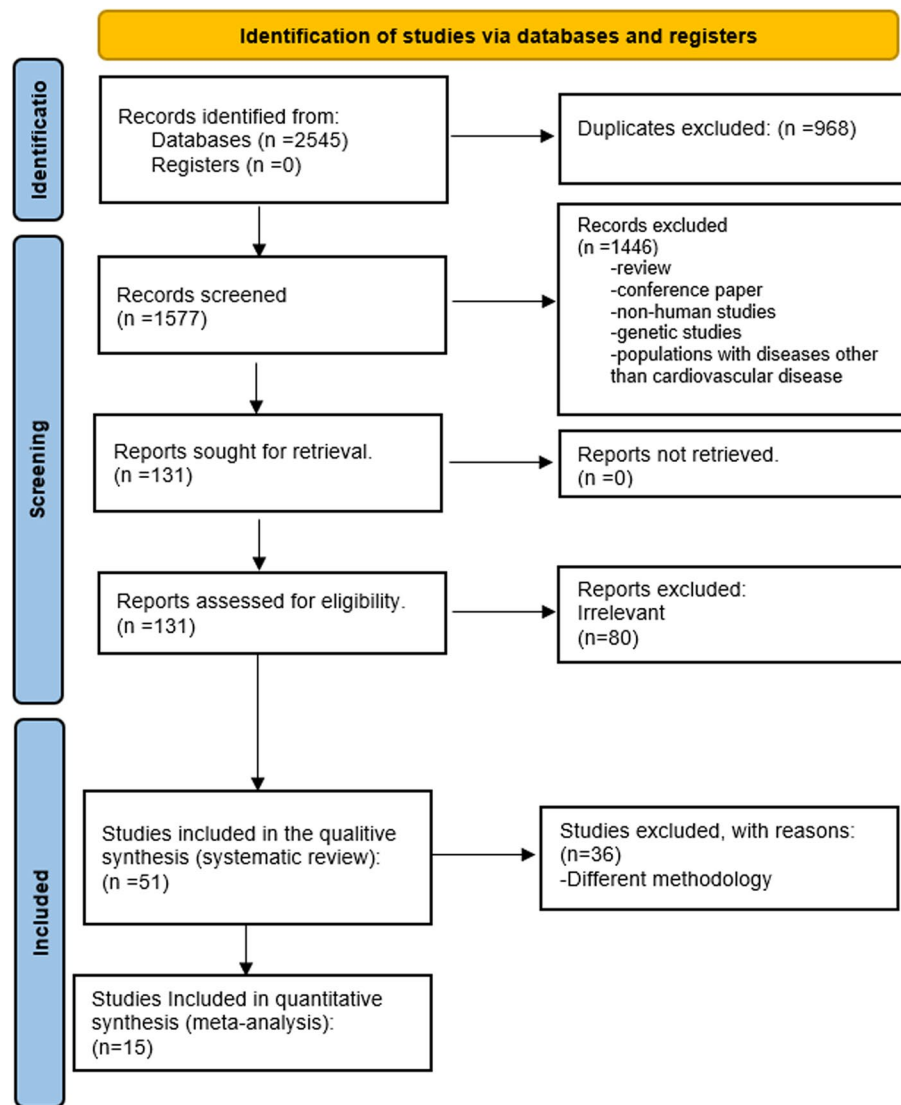 Identification of studies via databases and registers
Identificatio
Records identified from:
Databases (n =2545)
Registers (n =0)
Duplicates excluded: (n =968)
Screening
Records screened
(n =1577)
Records excluded
(n =1446)
-review
-conference paper
-non-human studies
-genetic studies
-populations with diseases other
than cardiovascular disease
Reports sought for retrieval.
(n =131)
Reports not retrieved.
(n =0)
Reports assessed for eligibility.
(n =131)
Reports excluded:
Irrelevant
(n=80)
Included
Studies included in the qualitive
synthesis (systematic review):
(n =51)
Studies excluded, with reasons:
(n=36)
-Different methodology
Studies Included in quantitative
synthesis (meta-analysis):
(n=15)